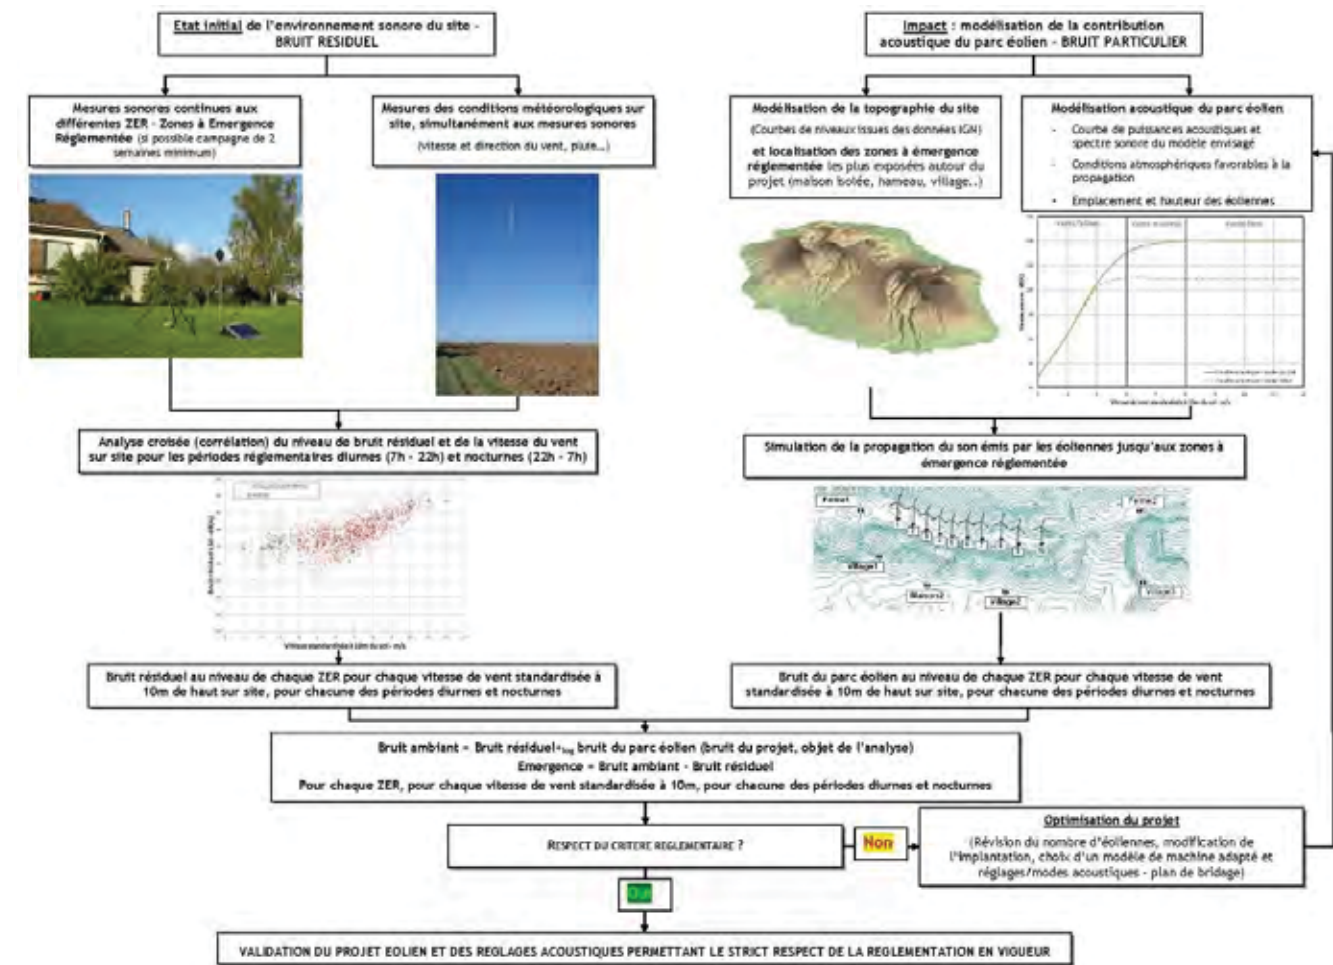 Etat initial de l'environnement sonore du site -
BRUIT RESIDUEL
Impact : modélisation de la contribution
acoustique du parc éolien - BRUIT PARTICULIER
Mesures sonores continues aux
différentes ZER - Zones à Emergence
Réglementée (si possible campagne de 2
semaines minimum)
Mesures des conditions météorologiques sur
site, simultanément aux mesures sonores
(vitesse et direction du vent, pluie...)
Modélisation de la topographie du site
(Courbes de niveaux issues des données IGN)
et localisation des zones à émergence
réglementée les plus exposées autour du
projet (maison isolée, hameau, village..)
Modélisation acoustique du parc éolien
- Courbe de puissances acoustiques et
spectre sonore du modèle envisagé
- Conditions atmosphériques favorables à la
propagation
• Emplacement et hauteur des éoliennes
Analyse croisée (corrélation) du niveau de bruit résiduel et de la vitesse du vent
sur site pour les périodes réglementaires diurnes (7h - 22h) et nocturnes (22h - 7h)
Simulation de la propagation du son émis par les éoliennes jusqu'aux zones à
émergence réglementée
Village1
Village2
Village3
Vitesse standardisée à 10m du sol - m/s
Bruit résiduel au niveau de chaque ZER pour chaque vitesse de vent standardisée à
10m de haut sur site, pour chacune des périodes diurnes et nocturnes
Bruit du parc éolien au niveau de chaque ZER pour chaque vitesse de vent
standardisée à 10m de haut sur site, pour chacune des périodes diurnes et nocturnes
Bruit ambiant = Bruit résiduel+log bruit du parc éolien (bruit du projet, objet de l'analyse)
Emergence = Bruit ambiant - Bruit résiduel
Pour chaque ZER, pour chaque vitesse de vent standardisée à 10m, pour chacune des périodes diurnes et nocturnes
RESPECT DU CRITERE REGLEMENTAIRE ?
Non
Optimisation du projet
(Révision du nombre d'éoliennes, modification de
l'implantation, choix d'un modèle de machine adapté et
réglages/modes acoustiques - plan de bridage)
Oui
VALIDATION DU PROJET EOLIEN ET DES REGLAGES ACOUSTIQUES PERMETTANT LE STRICT RESPECT DE LA REGLEMENTATION EN VIGUEUR